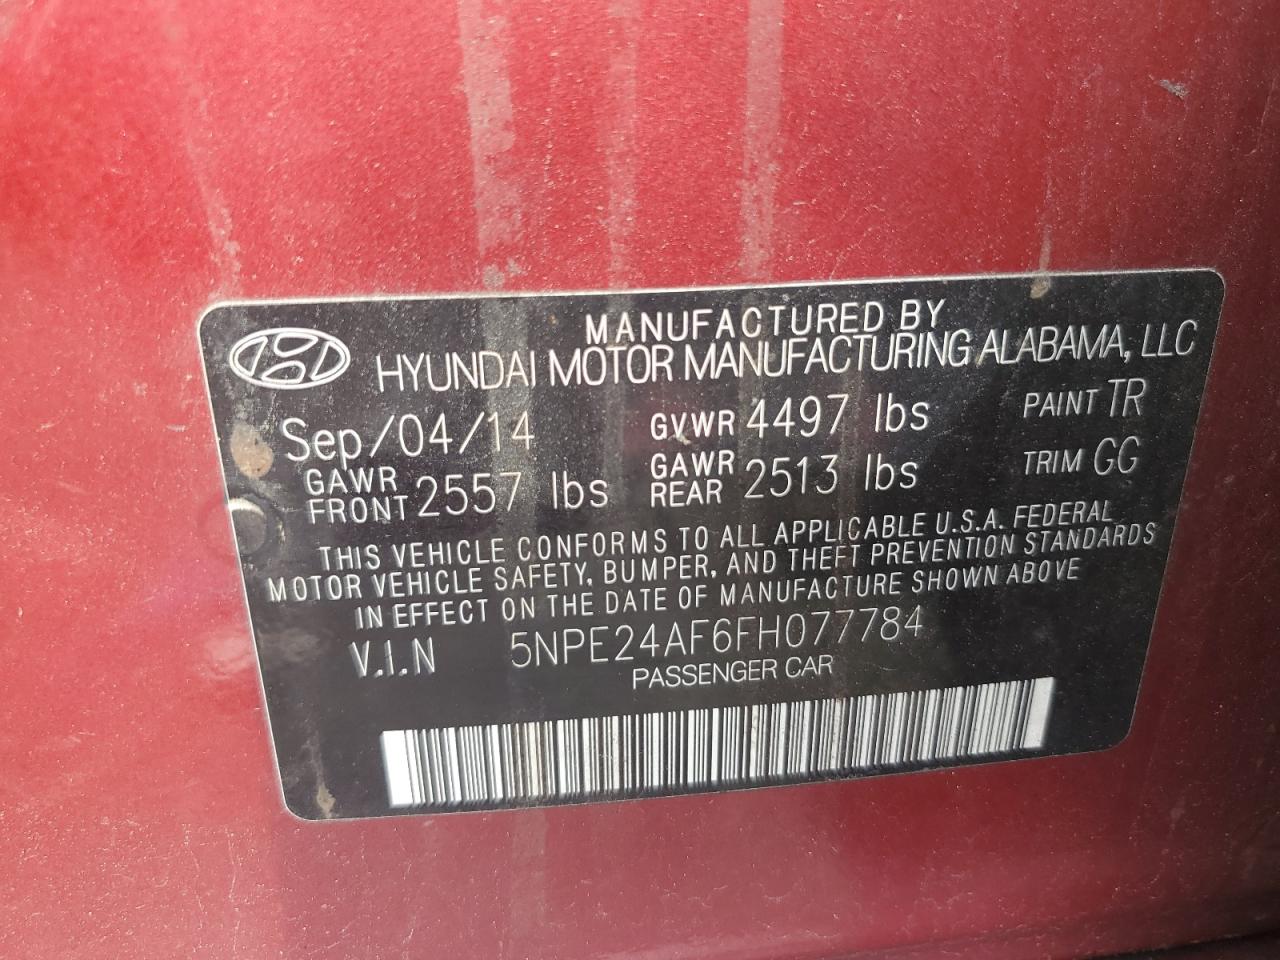 MANUFACTURED BY
HYUNDAI MOTOR MANUFACTURING ALABAMA, LLC
Sep/04/14 GVWR 4497 lbs PAINT TR
GAWR FRONT 2557 lbs GAWR REAR 2513 lbs TRIM GG
THIS VEHICLE CONFORMS TO ALL APPLICABLE U.S.A. FEDERAL
MOTOR VEHICLE SAFETY, BUMPER, AND THEFT PREVENTION STANDARDS
IN EFFECT ON THE DATE OF MANUFACTURE SHOWN ABOVE
V.I.N 5NPE24AF6FH077784
PASSENGER CAR